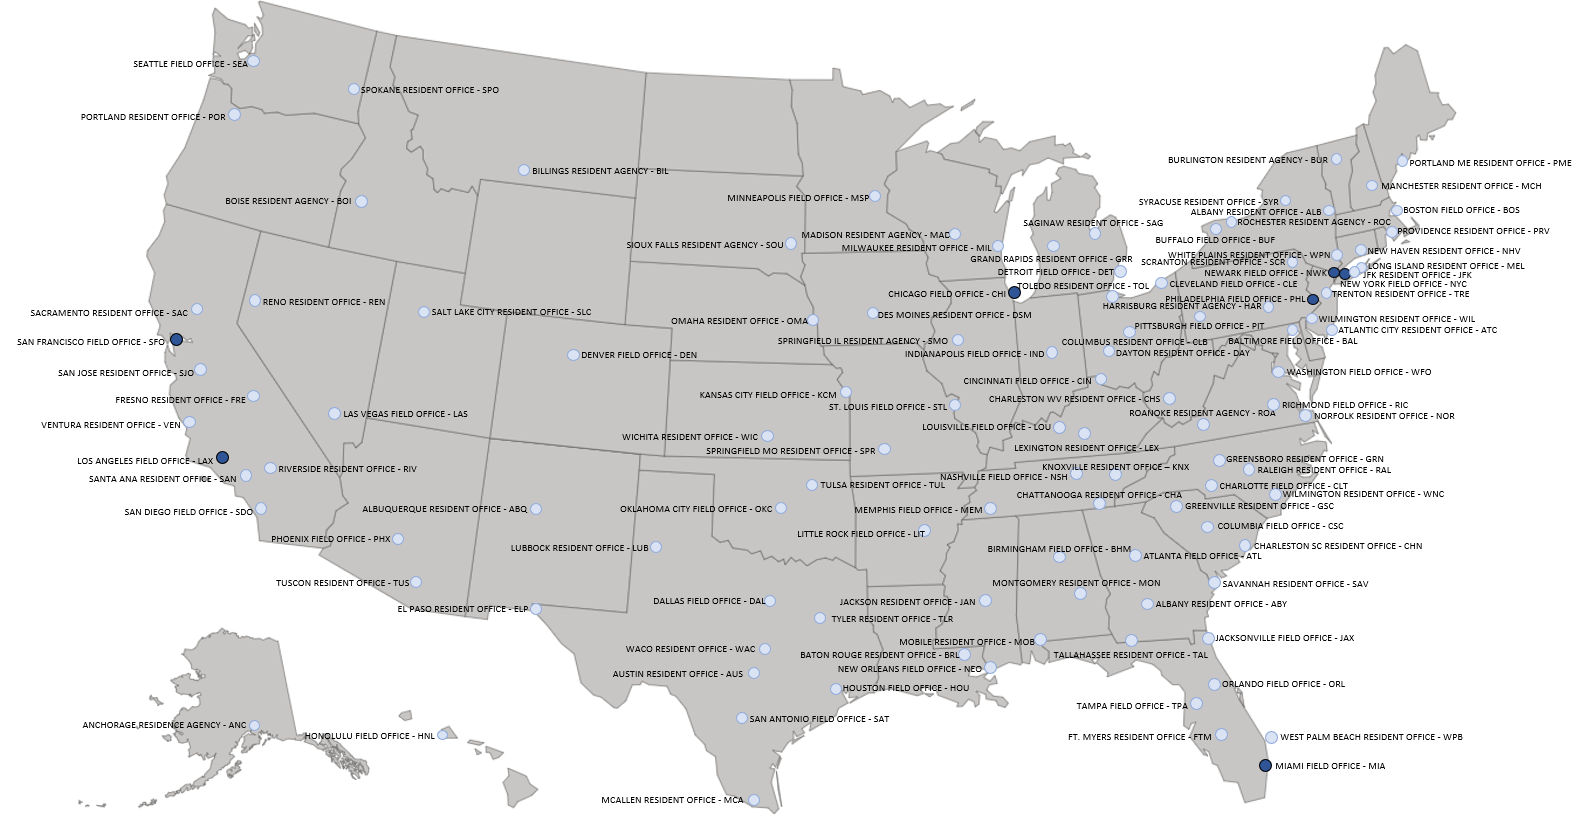 SEATTLE FIELD OFFICE - SEA
SPOKANE RESIDENT OFFICE - SPO
PORTLAND RESIDENT OFFICE - POR
BURLINGTON RESIDENT AGENCY - BUR
PORTLAND ME RESIDENT OFFICE - PME
BILLINGS RESIDENT AGENCY - BIL
MANCHESTER RESIDENT OFFICE - MCH
MINNEAPOLIS FIELD OFFICE - MSP
BOISE RESIDENT AGENCY - BOI
SYRACUSE RESIDENT OFFICE - SYR
ALBANY RESIDENT OFFICE - ALB
BOSTON FIELD OFFICE - BOS
SAGINAW RESIDENT OFFICE - SAG
ROCHESTER RESIDENT AGENCY - ROC
PROVIDENCE RESIDENT OFFICE - PRV
MADISON RESIDENT AGENCY - MAD
BUFFALO FIELD OFFICE - BUF
SIOUX FALLS RESIDENT AGENCY - SOU
MILWAUKEE RESIDENT OFFICE - MIL
NEW HAVEN RESIDENT OFFICE - NHV
WHITE PLAINS RESIDENT OFFICE - WPN
GRAND RAPIDS RESIDENT OFFICE - GRR
SCRANTON RESIDENT OFFICE - SCR
LONG ISLAND RESIDENT OFFICE - MEL
DETROIT FIELD OFFICE - DET
NEWARK FIELD OFFICE - NWK
JFK RESIDENT OFFICE - JFK
TOLEDO RESIDENT OFFICE - TOL
CLEVELAND FIELD OFFICE - CLE
NEW YORK FIELD OFFICE - NYC
CHICAGO FIELD OFFICE - CHI
TRENTON RESIDENT OFFICE - TRE
PHILADELPHIA FIELD OFFICE - PHL
RENO RESIDENT OFFICE - REN
HARRISBURG RESIDENT AGENCY - HAR
SACRAMENTO RESIDENT OFFICE - SAC
SALT LAKE CITY RESIDENT OFFICE - SLC
DES MOINES RESIDENT OFFICE - DSM
OMAHA RESIDENT OFFICE - OMA
WILMINGTON RESIDENT OFFICE - WIL
PITTSBURGH FIELD OFFICE - PIT
ATLANTIC CITY RESIDENT OFFICE - ATC
SAN FRANCISCO FIELD OFFICE - SFO
SPRINGFIELD IL RESIDENT AGENCY - SMO
COLUMBUS RESIDENT OFFICE - CLB
BALTIMORE FIELD OFFICE - BAL
DENVER FIELD OFFICE - DEN
INDIANAPOLIS FIELD OFFICE - IND
DAYTON RESIDENT OFFICE - DAY
SAN JOSE RESIDENT OFFICE - SJO
WASHINGTON FIELD OFFICE - WFO
CINCINNATI FIELD OFFICE - CIN
FRESNO RESIDENT OFFICE - FRE
KANSAS CITY FIELD OFFICE - KCM
CHARLESTON WV RESIDENT OFFICE - CHS
ST. LOUIS FIELD OFFICE - STL
RICHMOND FIELD OFFICE - RIC
LAS VEGAS FIELD OFFICE - LAS
ROANOKE RESIDENT AGENCY - ROA
NORFOLK RESIDENT OFFICE - NOR
VENTURA RESIDENT OFFICE - VEN
LOUISVILLE FIELD OFFICE - LOU
WICHITA RESIDENT OFFICE - WIC
SPRINGFIELD MO RESIDENT OFFICE - SPR
LEXINGTON RESIDENT OFFICE - LEX
LOS ANGELES FIELD OFFICE - LAX
GREENSBORO RESIDENT OFFICE - GRN
RIVERSIDE RESIDENT OFFICE - RIV
KNOXVILLE RESIDENT OFFICE – KNX
RALEIGH RESIDENT OFFICE - RAL
SANTA ANA RESIDENT OFFICE - SAN
NASHVILLE FIELD OFFICE - NSH
TULSA RESIDENT OFFICE - TUL
CHARLOTTE FIELD OFFICE - CLT
CHATTANOOGA RESIDENT OFFICE - CHA
WILMINGTON RESIDENT OFFICE - WNC
SAN DIEGO FIELD OFFICE - SDO
ALBUQUERQUE RESIDENT OFFICE - ABQ
OKLAHOMA CITY FIELD OFFICE - OKC
MEMPHIS FIELD OFFICE - MEM
GREENVILLE RESIDENT OFFICE - GSC
COLUMBIA FIELD OFFICE - CSC
LITTLE ROCK FIELD OFFICE - LIT
PHOENIX FIELD OFFICE - PHX
LUBBOCK RESIDENT OFFICE - LUB
BIRMINGHAM FIELD OFFICE - BHM
CHARLESTON SC RESIDENT OFFICE - CHN
ATLANTA FIELD OFFICE - ATL
TUSCON RESIDENT OFFICE - TUS
MONTGOMERY RESIDENT OFFICE - MON
SAVANNAH RESIDENT OFFICE - SAV
EL PASO RESIDENT OFFICE - ELP
DALLAS FIELD OFFICE - DAL
JACKSON RESIDENT OFFICE - JAN
ALBANY RESIDENT OFFICE - ABY
TYLER RESIDENT OFFICE - TLR
JACKSONVILLE FIELD OFFICE - JAX
MOBILE RESIDENT OFFICE - MOB
WACO RESIDENT OFFICE - WAC
BATON ROUGE RESIDENT OFFICE - BRL
TALLAHASSEE RESIDENT OFFICE - TAL
NEW ORLEANS FIELD OFFICE - NEO
AUSTIN RESIDENT OFFICE - AUS
HOUSTON FIELD OFFICE - HOU
ORLANDO FIELD OFFICE - ORL
TAMPA FIELD OFFICE - TPA
SAN ANTONIO FIELD OFFICE - SAT
ANCHORAGE RESIDENCE AGENCY - ANC
HONOLULU FIELD OFFICE - HNL
FT. MYERS RESIDENT OFFICE - FTM
WEST PALM BEACH RESIDENT OFFICE - WPB
MIAMI FIELD OFFICE - MIA
MCALLEN RESIDENT OFFICE - MCA